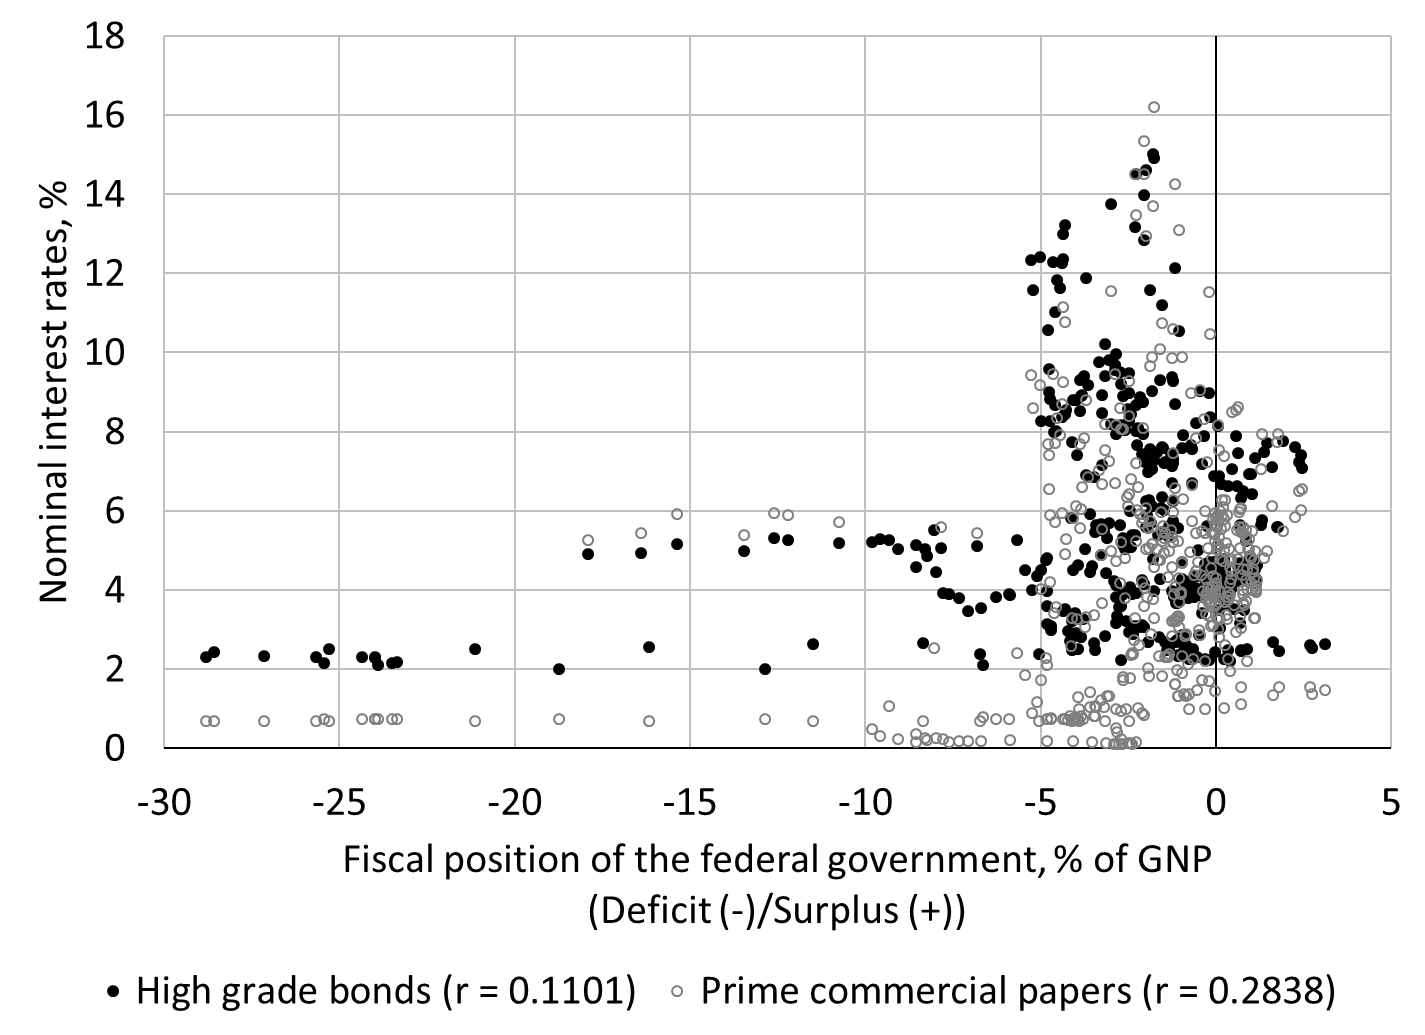 18
16
14
12
10
8
6
4
2
0
Nominal interest rates, %
-30 -25 -20 -15 -10 -5 0 5
Fiscal position of the federal government, % of GNP
(Deficit (-)/Surplus (+))
High grade bonds (r = 0.1101) Prime commercial papers (r = 0.2838)